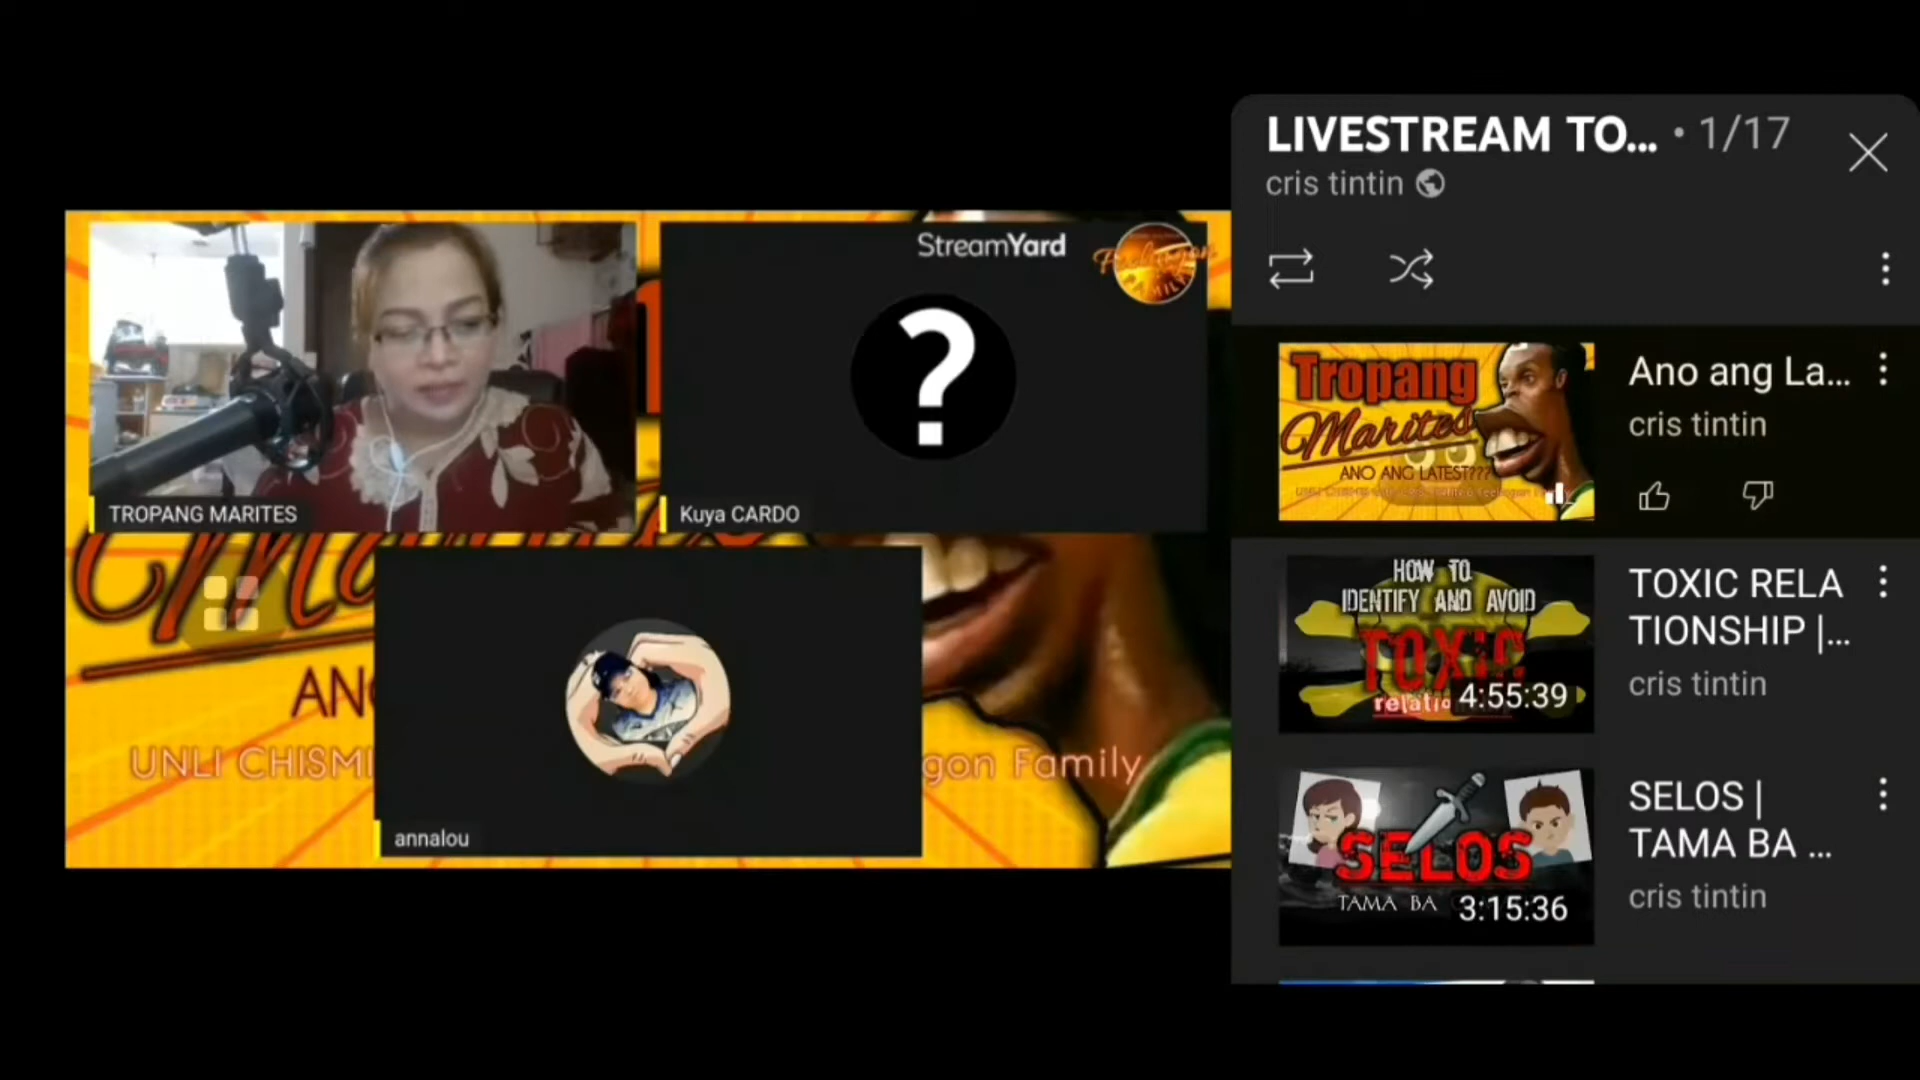 LIVESTREAM TO... • 1/17
cris tintin
StreamYard
Feelnagon
FAMILY
TROPANG MARITES
Kuya CARDO
annalou
UNLI CHISMI
gon Family
Tropang
Marites
ANO ANG LATEST???
Ano ang La...
cris tintin
HOW TO
IDENTIFY AND AVOID
TOXIC
relatio
4:55:39
TOXIC RELA
TIONSHIP |...
cris tintin
SELOS
TAMA BA
3:15:36
SELOS |
TAMA BA ...
cris tintin